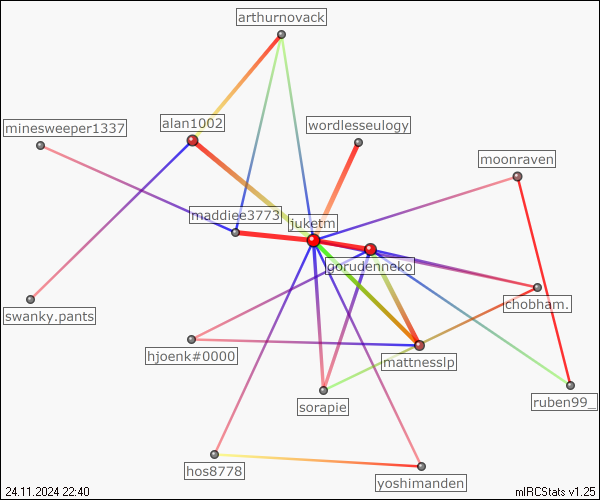 arthurnovack
minesweeper1337
alan1002
wordlesseulogy
moonraven
maddiee3773
juketm
gorudenneko
chobham.
swanky.pants
hjoenk#0000
mattnesslp
sorapie
ruben99_
hos8778
yoshimanden
24.11.2024 22:40
mIRCStats v1.25